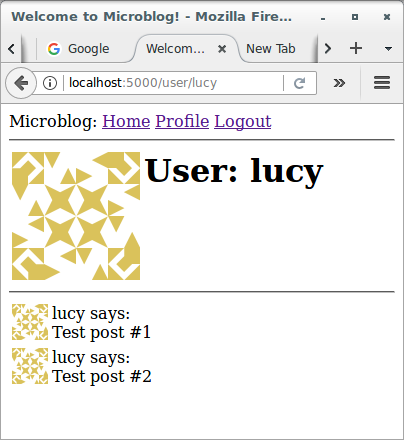 Welcome to Microblog! - Mozilla Fire...
Google
Welcom...
New Tab
localhost:5000/user/lucy
Microblog: Home Profile Logout
User: lucy
lucy says:
Test post #1
lucy says:
Test post #2